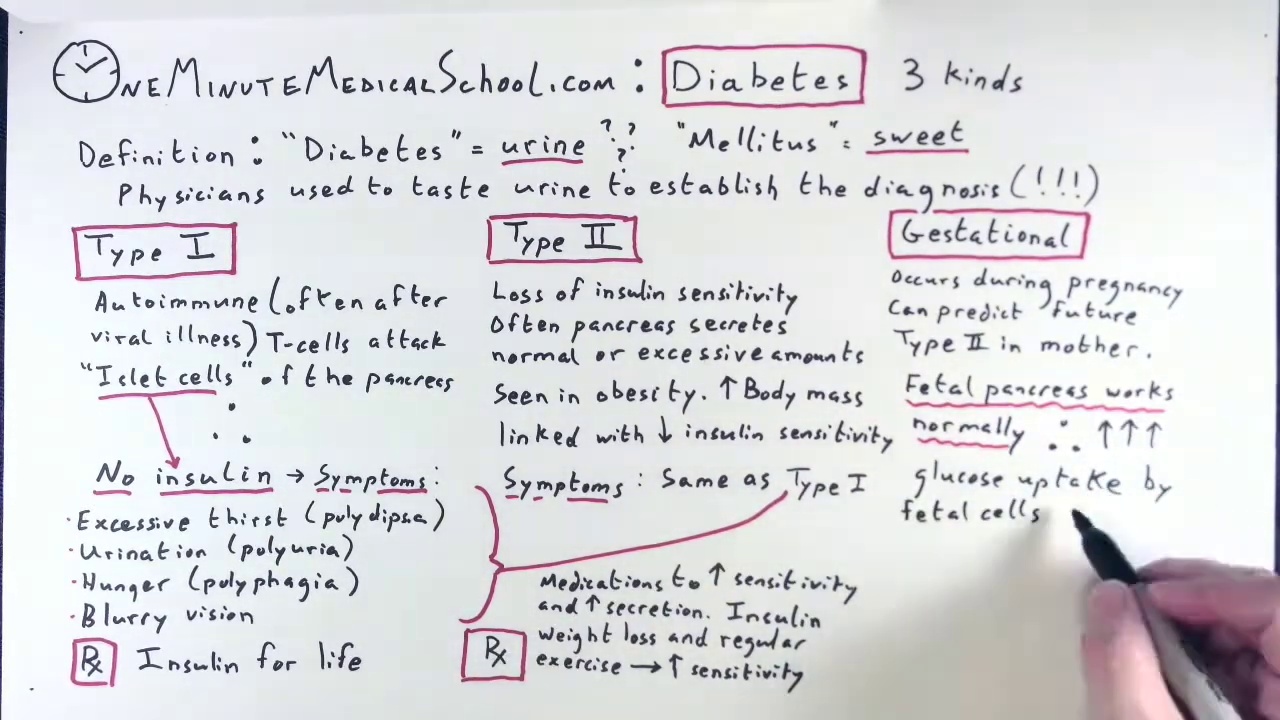 OneMinuteMedicalSchool.com : Diabetes 3 kinds
Definition : "Diabetes" = urine ? ? ? "Mellitus" = sweet
Physicians used to taste urine to establish the diagnosis (!!!)
Type I
Autoimmune (often after
viral illness) T-cells attack
"Islet cells" of the pancreas
∴
No insulin → Symptoms :
· Excessive thirst (polydipsia)
· Urination (polyuria)
· Hunger (polyphagia)
· Blurry vision
Rx Insulin for life
Type II
Loss of insulin sensitivity
Often pancreas secretes
normal or excessive amounts
Seen in obesity. ↑ Body mass
linked with ↓ insulin sensitivity
Symptoms : Same as Type I
Rx
Medications to ↑ sensitivity
and ↑ secretion. Insulin
Weight loss and regular
exercise → ↑ sensitivity
Gestational
Occurs during pregnancy
Can predict future
Type II in mother.
Fetal pancreas works
normally ∴ ↑↑↑
glucose uptake by
fetal cells